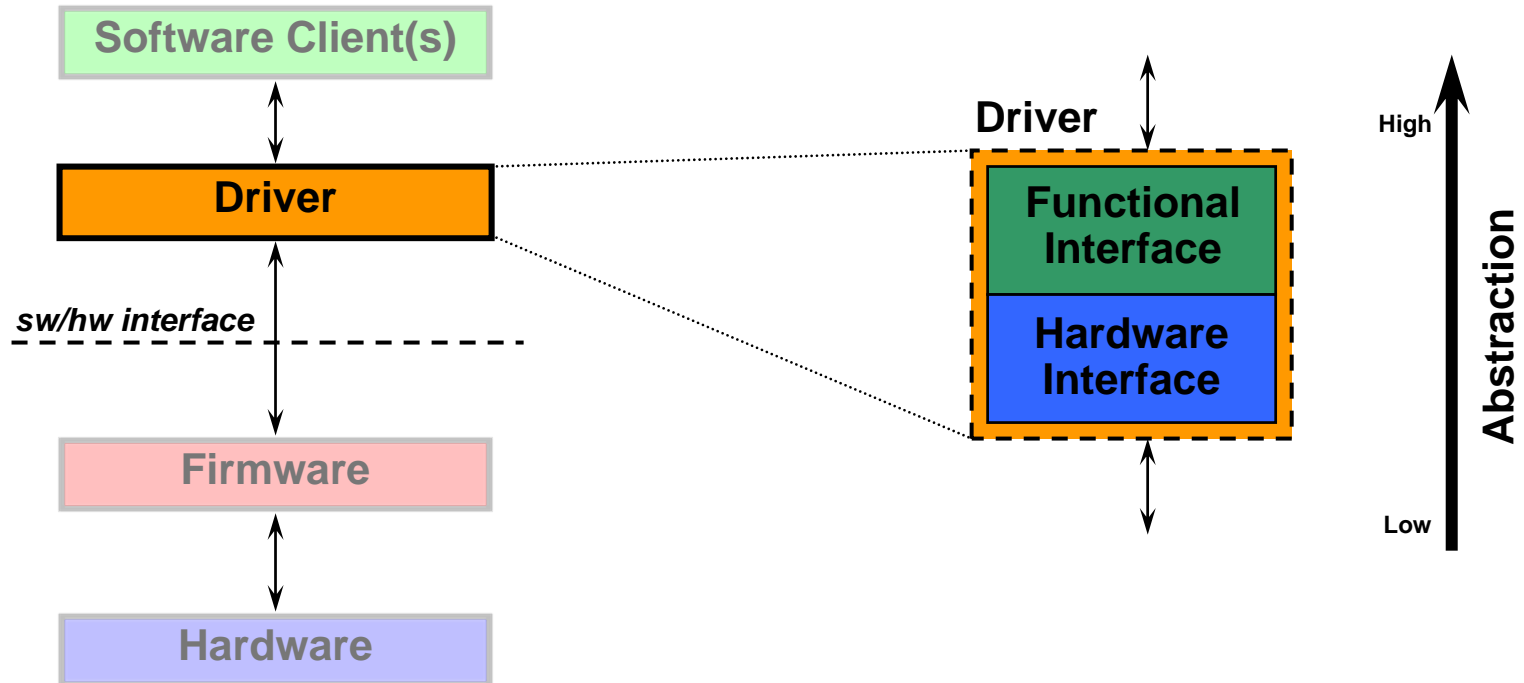 Software Client(s)
Driver
sw/hw interface
Firmware
Hardware
Driver
Functional
Interface
Hardware
Interface
High
Low
Abstraction